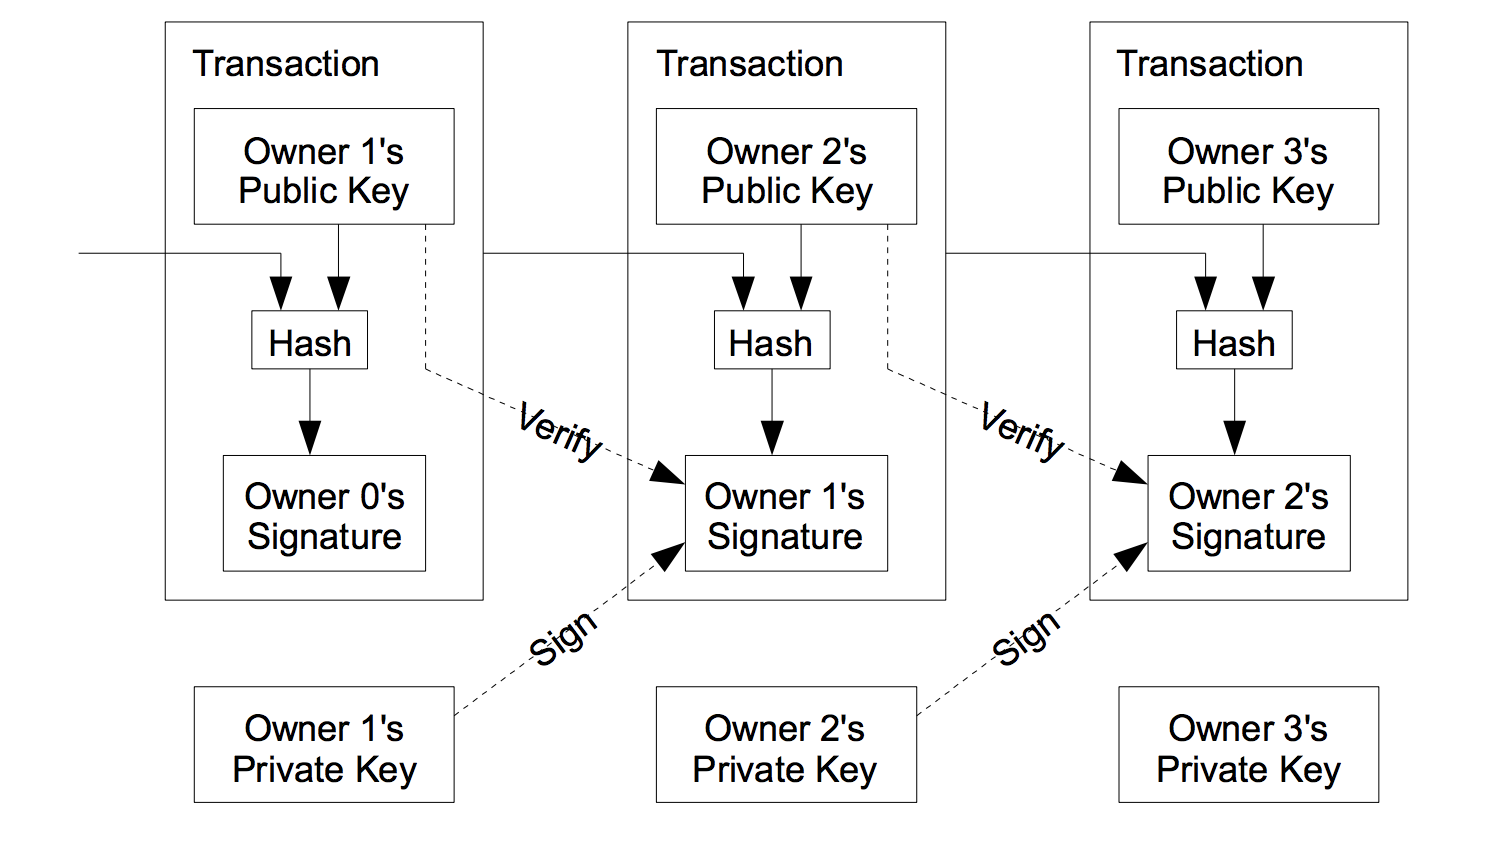 Transaction
Owner 1's
Public Key
Hash
Verify
Owner 0's
Signature
Sign
Owner 1's
Private Key
Transaction
Owner 2's
Public Key
Hash
Verify
Owner 1's
Signature
Sign
Owner 2's
Private Key
Transaction
Owner 3's
Public Key
Hash
Owner 2's
Signature
Owner 3's
Private Key